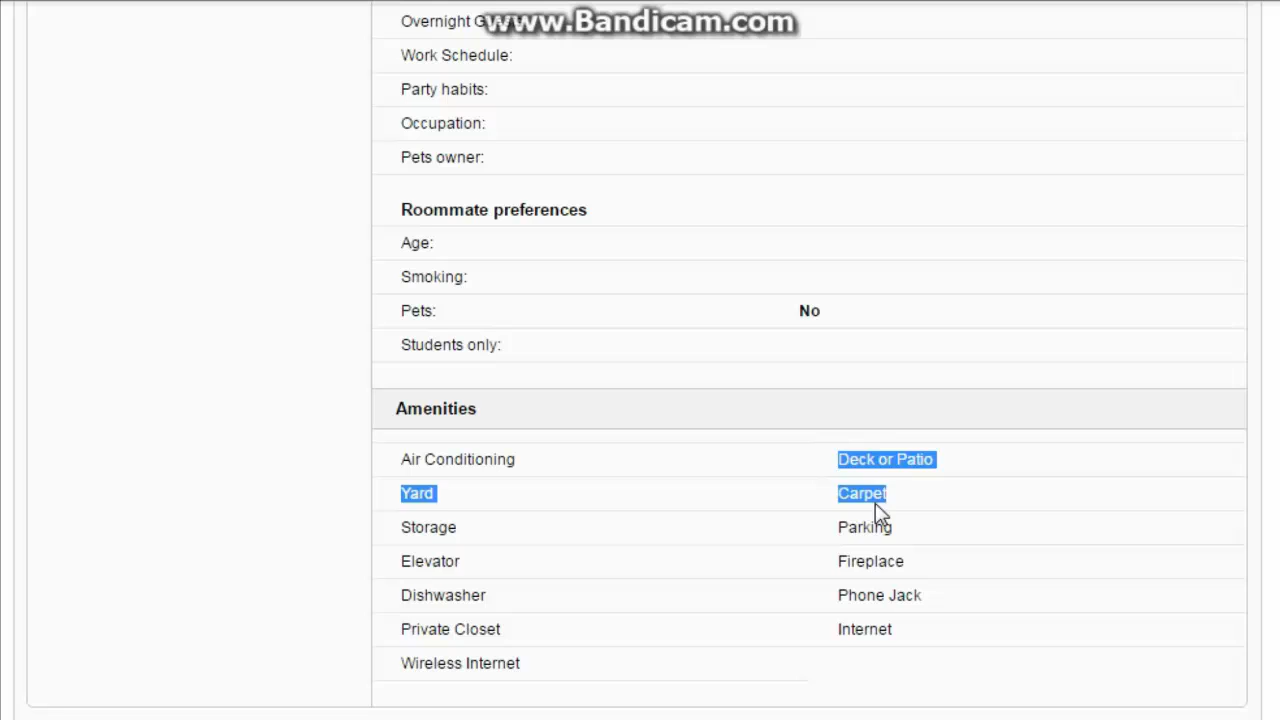 www.Bandicam.com
Overnight
Work Schedule:
Party habits:
Occupation:
Pets owner:
Roommate preferences
Age:
Smoking:
Pets: No
Students only:
Amenities
Air Conditioning Deck or Patio
Yard Carpet
Storage Parking
Elevator Fireplace
Dishwasher Phone Jack
Private Closet Internet
Wireless Internet